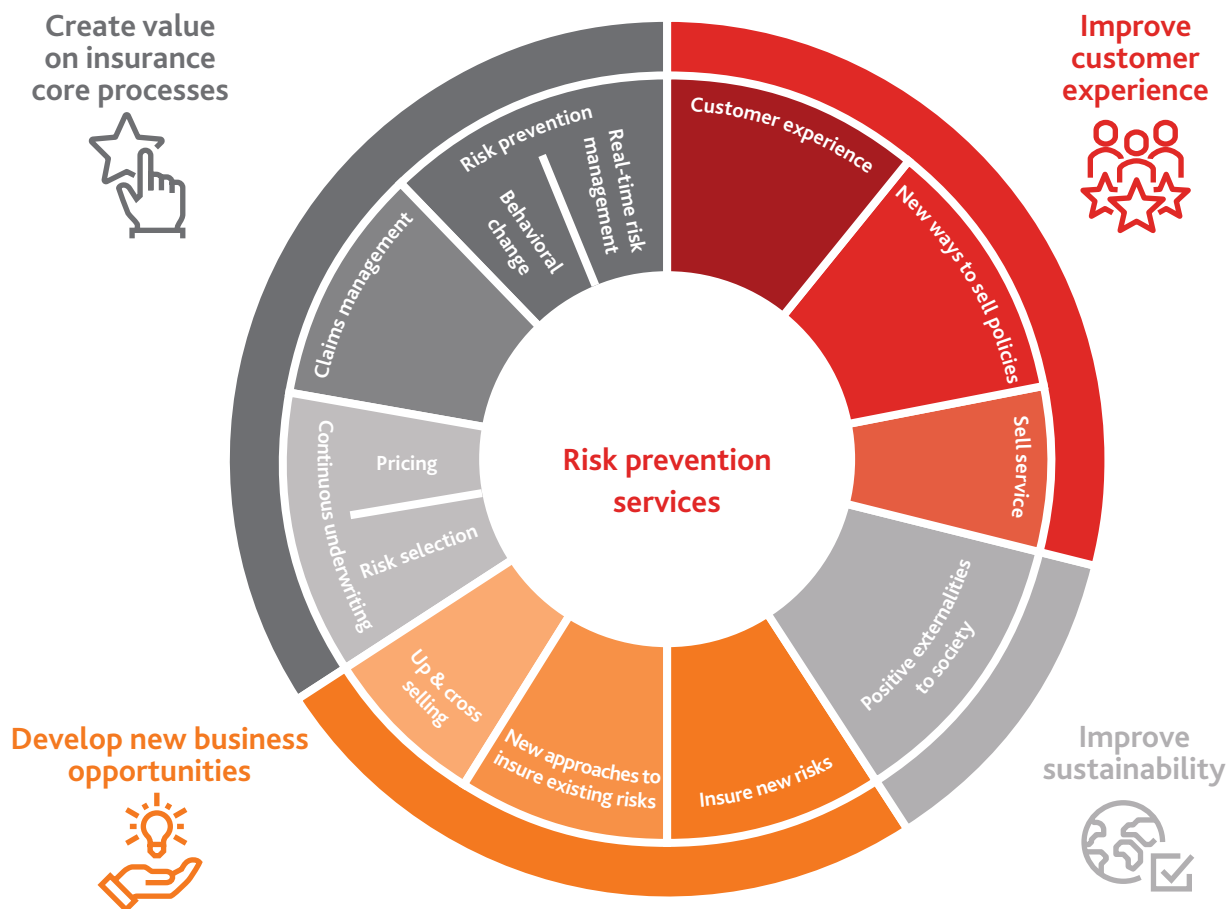 Create value
on insurance
core processes
Improve
customer
experience
Risk prevention
Behavioral
change
Real-time risk
management
Customer experience
New ways to sell policies
Sell service
Claims management
Continuous underwriting
Pricing
Risk selection
Risk prevention
services
Positive externalities
to society
Up & cross
selling
New approaches to
insure existing risks
Insure new risks
Develop new business
opportunities
Improve
sustainability